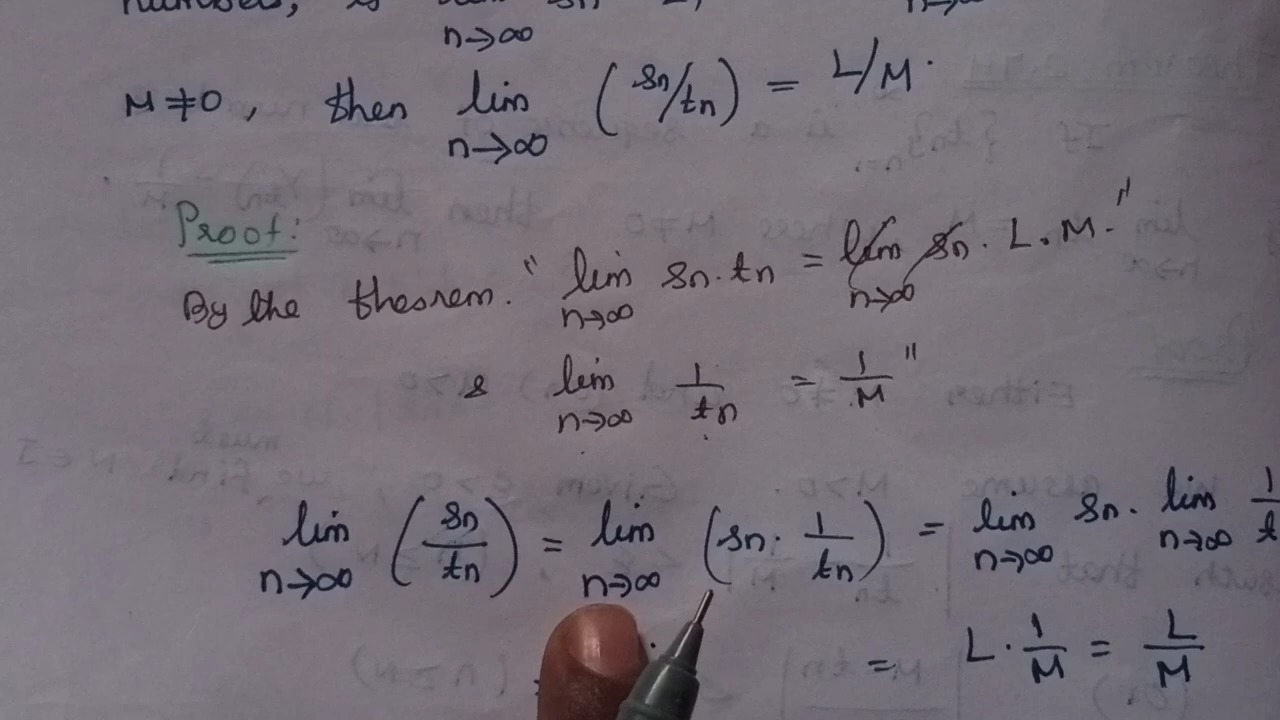 n→∞ n→∞
M≠0, then lim n→∞ (sn/tn) = L/M.
Proof:
By the theorem. " lim n→∞ sn.tn = lim n→∞ sn. L.M."
& lim n→∞ 1/tn = 1/M "
lim n→∞ (sn/tn) = lim n→∞ (sn. 1/tn) = lim n→∞ sn. lim n→∞ 1/t
= L. 1/M = L/M